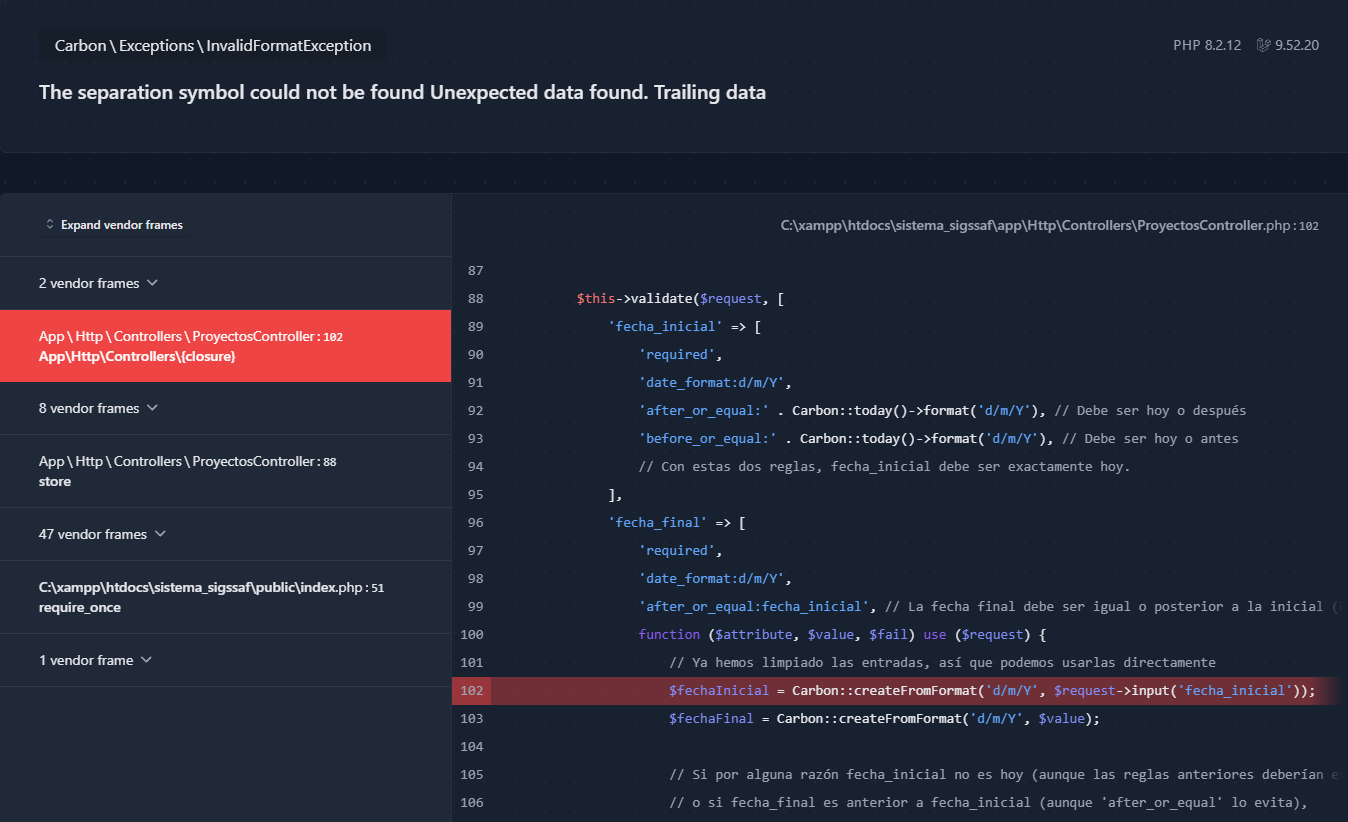 Carbon \ Exceptions \ InvalidFormatException
PHP 8.2.12 9.52.20
The separation symbol could not be found Unexpected data found. Trailing data
Expand vendor frames
2 vendor frames
App \ Http \ Controllers \ ProyectosController : 102
App\Http\Controllers\{closure}
8 vendor frames
App \ Http \ Controllers \ ProyectosController : 88
store
47 vendor frames
C:\xampp\htdocs\sistema_sigssaf\public\index.php : 51
require_once
1 vendor frame
C:\xampp\htdocs\sistema_sigssaf\app\Http\Controllers\ProyectosController.php : 102
87
88 $this->validate($request, [
89 'fecha_inicial' => [
90 'required',
91 'date_format:d/m/Y',
92 'after_or_equal:' . Carbon::today()->format('d/m/Y'), // Debe ser hoy o después
93 'before_or_equal:' . Carbon::today()->format('d/m/Y'), // Debe ser hoy o antes
94 // Con estas dos reglas, fecha_inicial debe ser exactamente hoy.
95 ],
96 'fecha_final' => [
97 'required',
98 'date_format:d/m/Y',
99 'after_or_equal:fecha_inicial', // La fecha final debe ser igual o posterior a la inicial (
100 function ($attribute, $value, $fail) use ($request) {
101 // Ya hemos limpiado las entradas, así que podemos usarlas directamente
102 $fechaInicial = Carbon::createFromFormat('d/m/Y', $request->input('fecha_inicial'));
103 $fechaFinal = Carbon::createFromFormat('d/m/Y', $value);
104
105 // Si por alguna razón fecha_inicial no es hoy (aunque las reglas anteriores deberían
106 // o si fecha_final es anterior a fecha_inicial (aunque 'after_or_equal' lo evita),